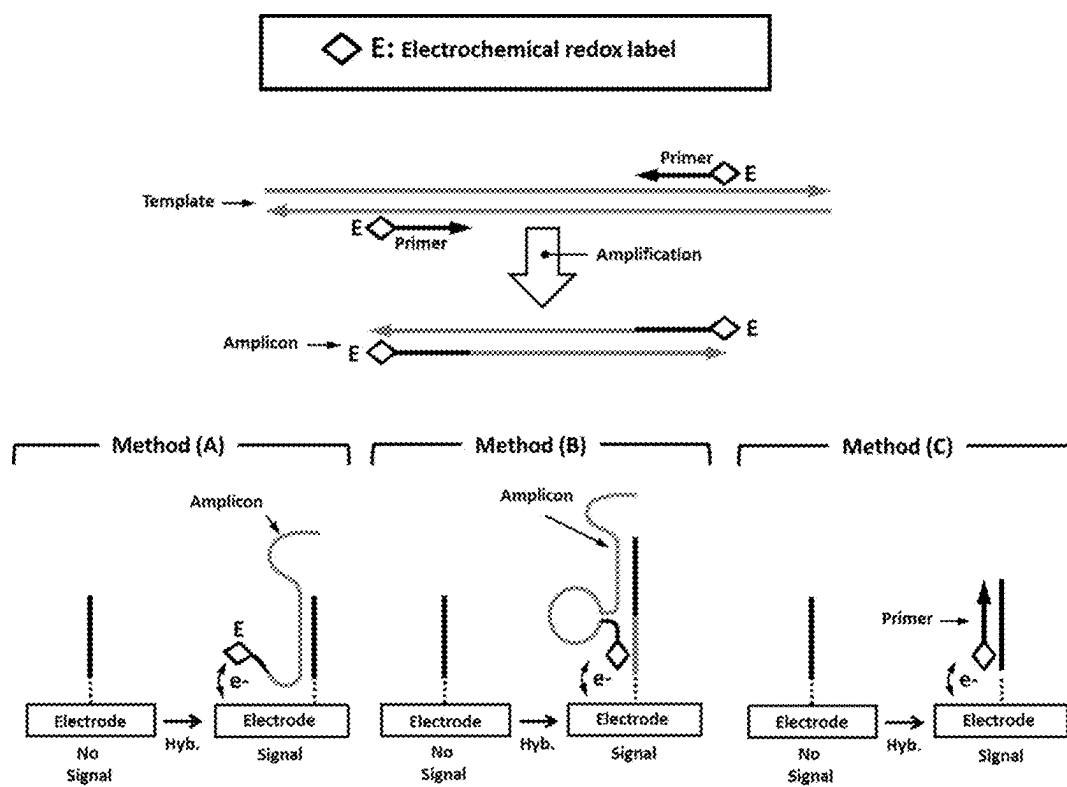 E: Electrochemical redox label
Primer
E
Template
E
Primer
Amplification
E
Amplicon
E
Method (A)
Method (B)
Method (C)
Amplicon
E
e-
Electrode
Hyb.
Electrode
No
Signal
Signal
Amplicon
e-
Electrode
Hyb.
Electrode
No
Signal
Signal
Primer
e-
Electrode
Hyb.
Electrode
No
Signal
Signal